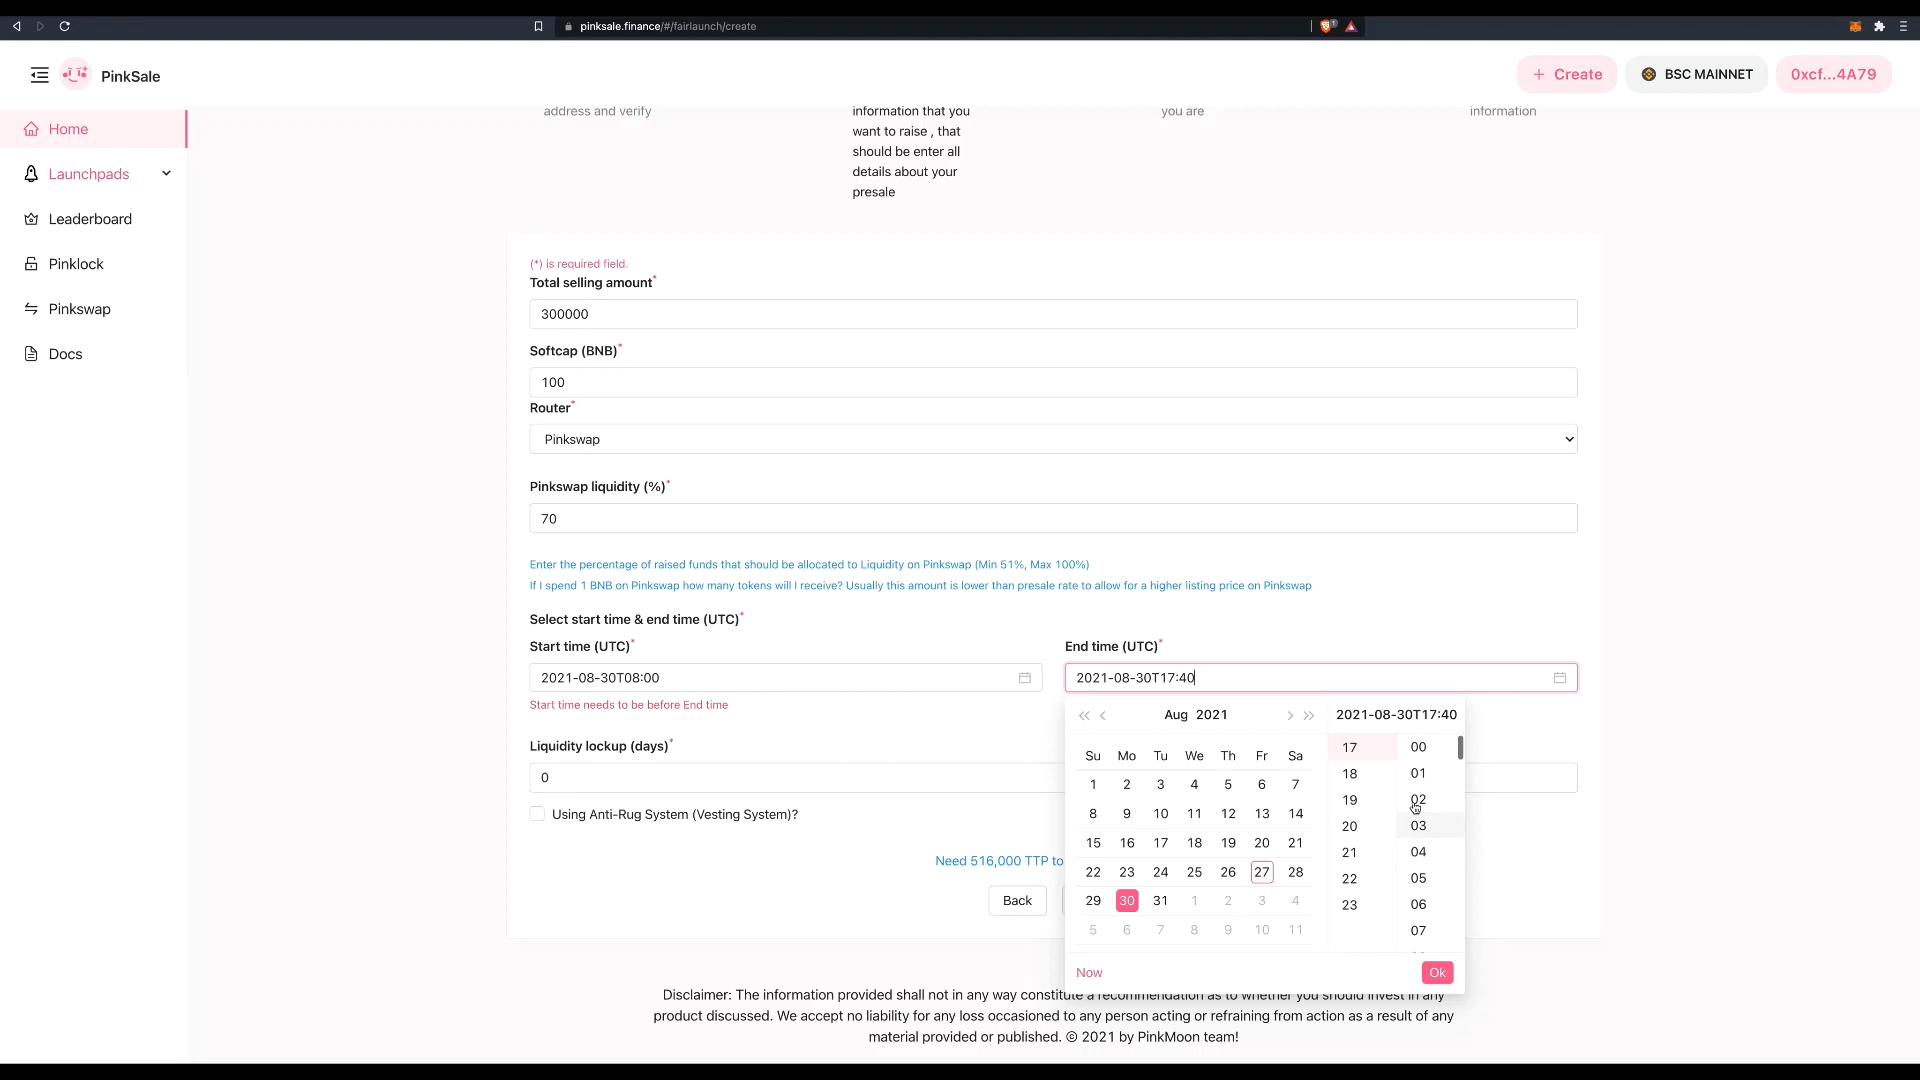 pinksale.finance/#/fairlaunch/create
1
PinkSale
+ Create
BSC MAINNET
0xcf...4A79
Home
Launchpads
Leaderboard
Pinklock
Pinkswap
Docs
address and verify
information that you
want to raise , that
should be enter all
details about your
presale
you are
information
(*) is required field.
Total selling amount*
300000
Softcap (BNB)*
100
Router*
Pinkswap
Pinkswap liquidity (%)*
70
Enter the percentage of raised funds that should be allocated to Liquidity on Pinkswap (Min 51%, Max 100%)
If I spend 1 BNB on Pinkswap how many tokens will I receive? Usually this amount is lower than presale rate to allow for a higher listing price on Pinkswap
Select start time & end time (UTC)*
Start time (UTC)*
2021-08-30T08:00
Start time needs to be before End time
End time (UTC)*
2021-08-30T17:40
Aug 2021
2021-08-30T17:40
Su Mo Tu We Th Fr Sa
1 2 3 4 5 6 7
8 9 10 11 12 13 14
15 16 17 18 19 20 21
22 23 24 25 26 27 28
29 30 31 1 2 3 4
5 6 7 8 9 10 11
17 00
18 01
19 02
20 03
21 04
22 05
23 06
07
Now
Ok
Liquidity lockup (days)*
0
Using Anti-Rug System (Vesting System)?
Need 516,000 TTP to
Back
Disclaimer: The information provided shall not in any way constitute a recommendation as to whether you should invest in any
product discussed. We accept no liability for any loss occasioned to any person acting or refraining from action as a result of any
material provided or published. © 2021 by PinkMoon team!